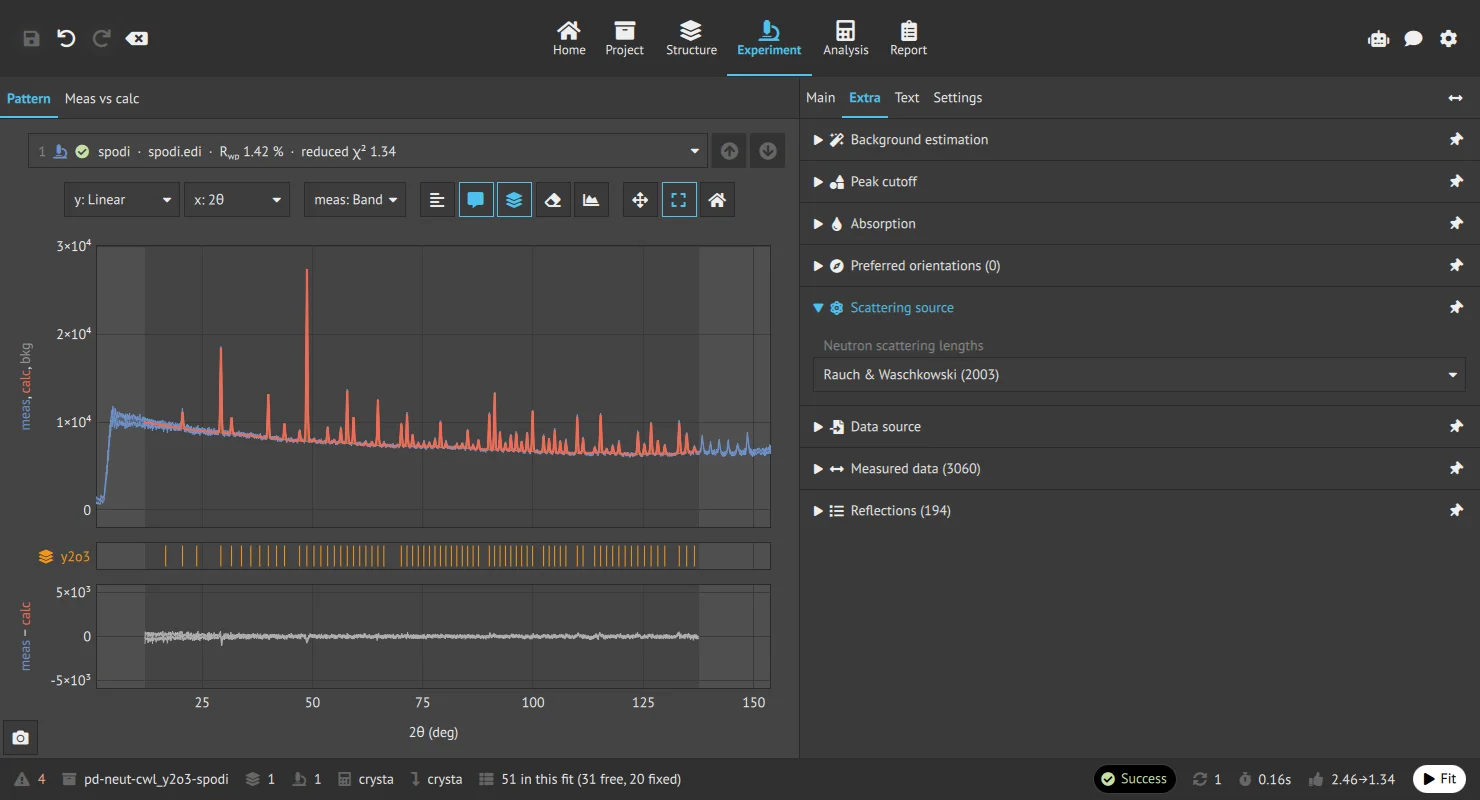 Home
Project
Structure
Experiment
Analysis
Report
Pattern
Meas vs calc
Main
Extra
Text
Settings
1 spodi · spodi.edi · Rwp 1.42 % · reduced χ² 1.34
y: Linear
x: 2θ
meas: Band
3×10⁴
2×10⁴
1×10⁴
0
meas, calc, bkg
y2o3
5×10³
0
-5×10³
meas − calc
25
50
75
100
125
150
2θ (deg)
Background estimation
Peak cutoff
Absorption
Preferred orientations (0)
Scattering source
Neutron scattering lengths
Rauch & Waschkowski (2003)
Data source
Measured data (3060)
Reflections (194)
4
pd-neut-cwl_y2o3-spodi
1
1
crysta
crysta
51 in this fit (31 free, 20 fixed)
Success
1
0.16s
2.46→1.34
Fit